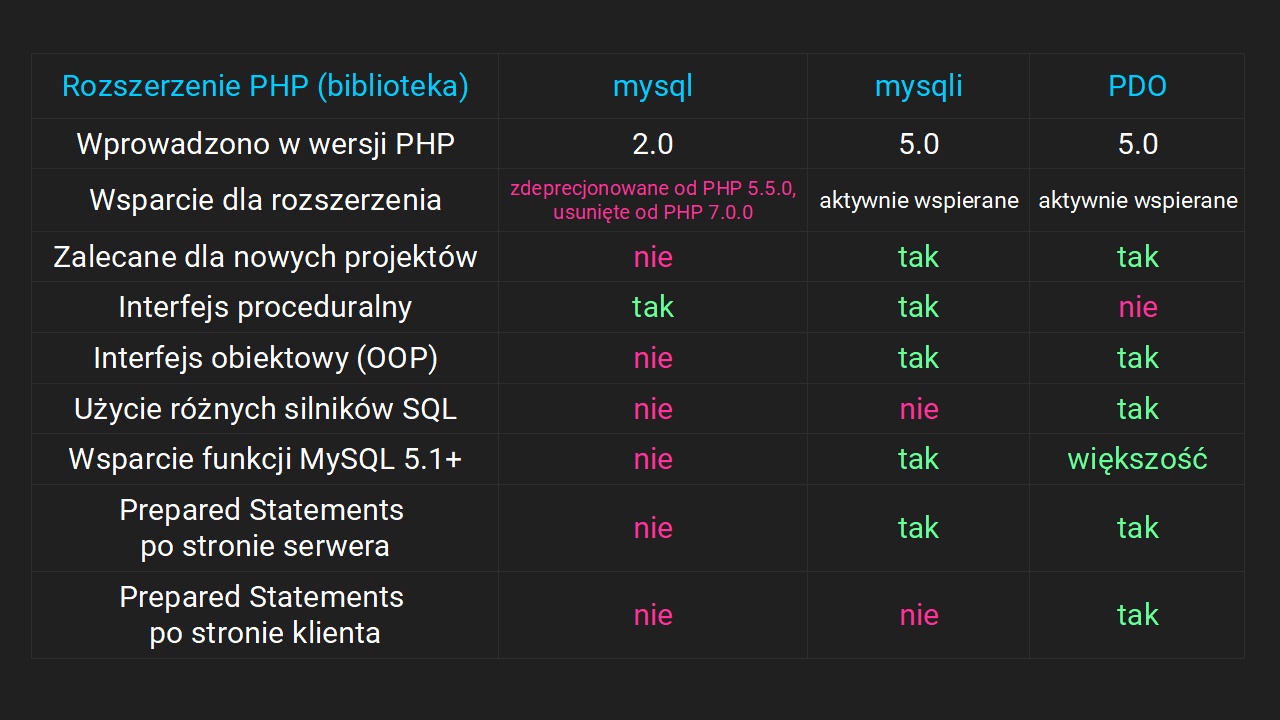 Rozszerzenie PHP (biblioteka) mysql mysqli PDO
Wprowadzono w wersji PHP 2.0 5.0 5.0
Wsparcie dla rozszerzenia zdeprecjonowane od PHP 5.5.0, usunięte od PHP 7.0.0 aktywnie wspierane aktywnie wspierane
Zalecane dla nowych projektów nie tak tak
Interfejs proceduralny tak tak nie
Interfejs obiektowy (OOP) nie tak tak
Użycie różnych silników SQL nie nie tak
Wsparcie funkcji MySQL 5.1+ nie tak większość
Prepared Statements
po stronie serwera nie tak tak
Prepared Statements
po stronie klienta nie nie tak